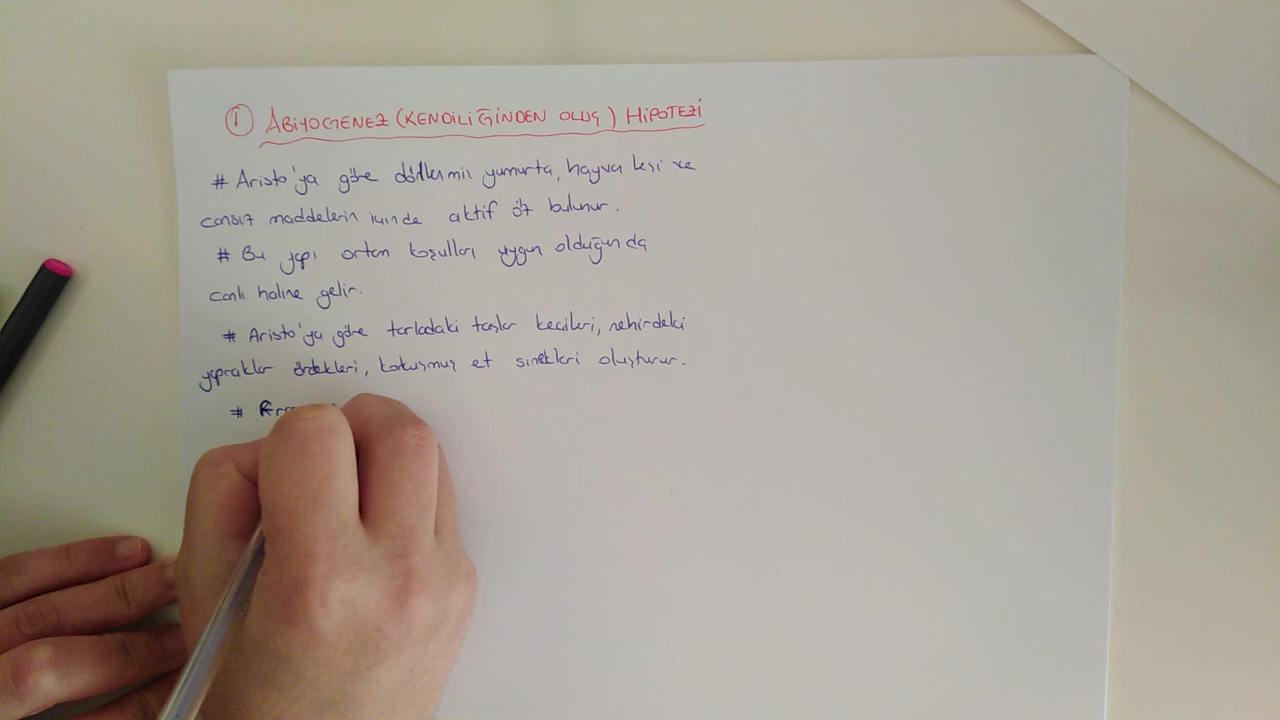 ① ABİYOGENEZ (KENDİLİĞİNDEN OLUŞ) HİPOTEZİ
# Aristo'ya göre döllenmiş yumurta, hayva leşi ve
cansız maddelerin içinde aktif öz bulunur.
# Bu yapı ortam koşulları uygun olduğunda
canlı haline gelir.
# Aristo'ya göre tarladaki taşlar keçileri, nehirdeki
yapraklar ördekleri, kokuşmuş et sinekleri oluşturur.
#